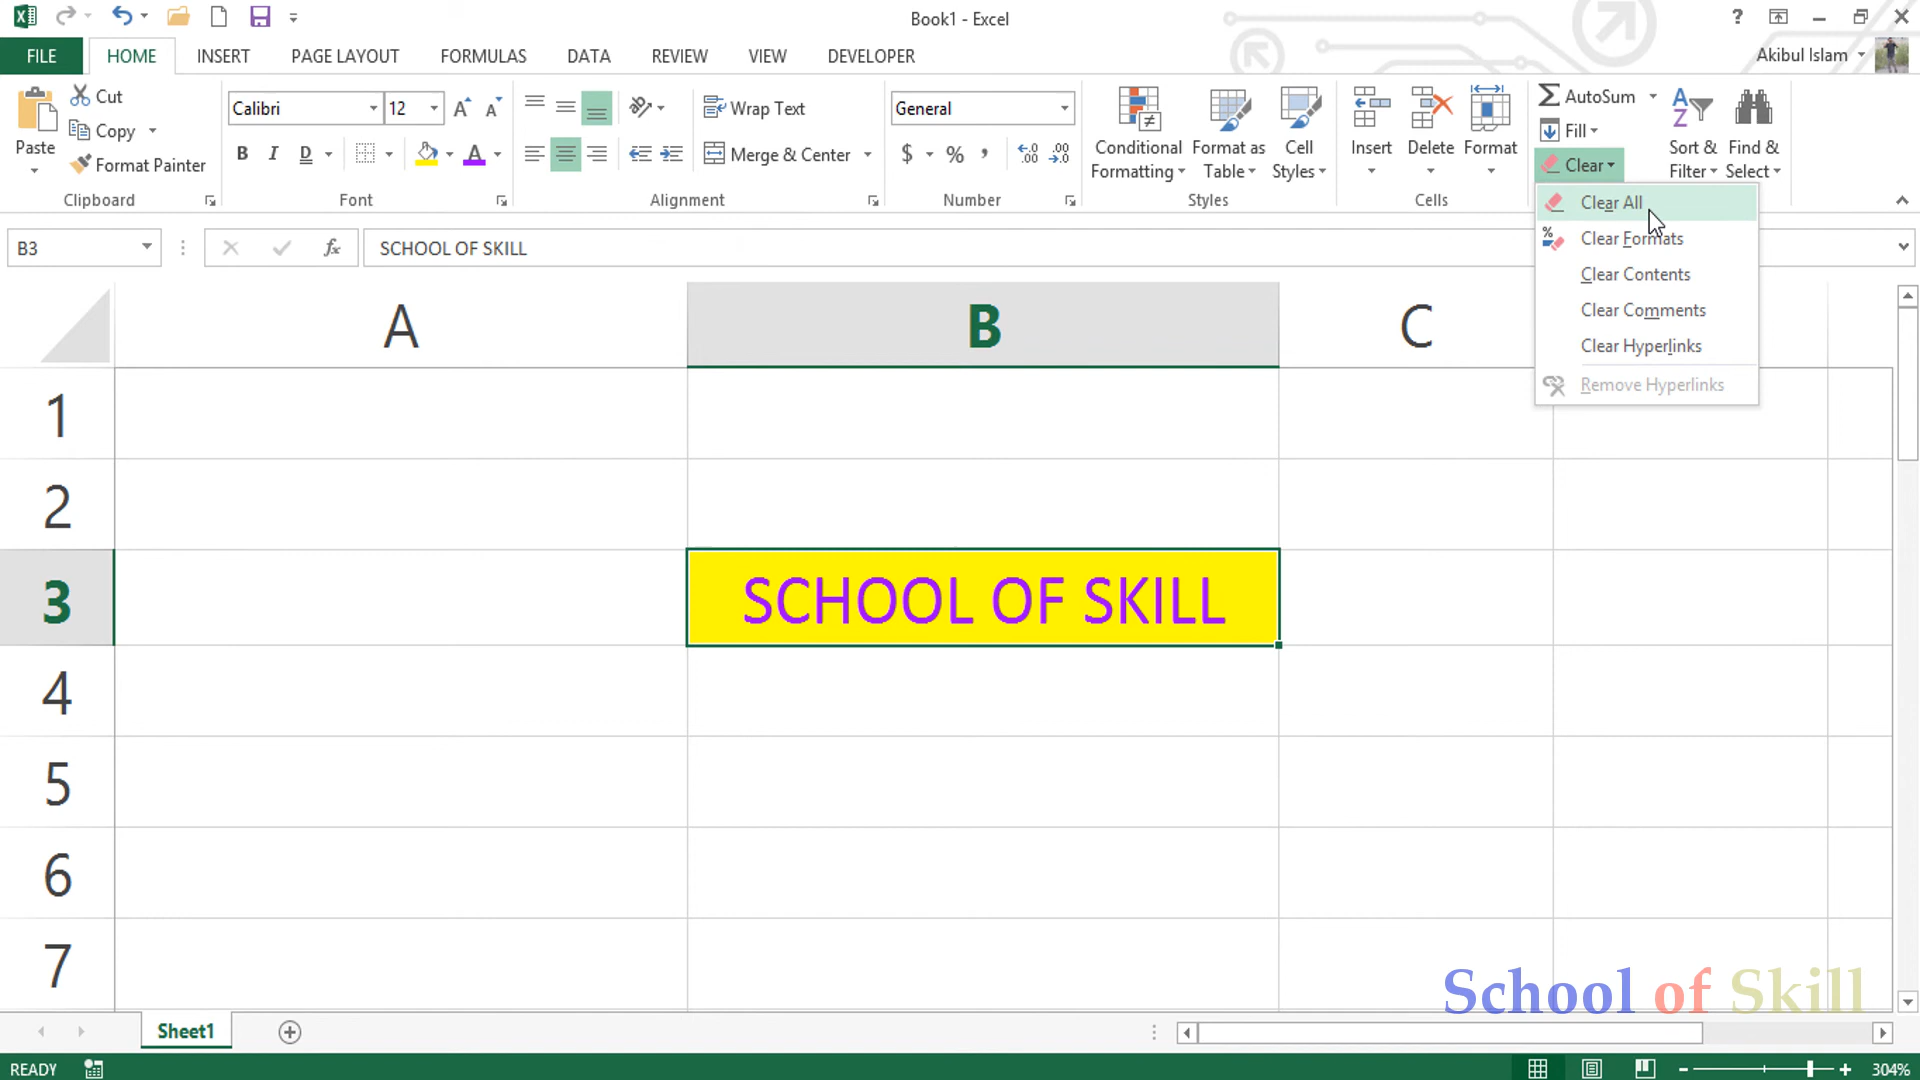 Book1 - Excel
FILE HOME INSERT PAGE LAYOUT FORMULAS DATA REVIEW VIEW DEVELOPER Akibul Islam
Cut
Copy
Format Painter
Paste
Clipboard
Calibri 12
B I D
A
Font
Wrap Text
Merge & Center
Alignment
General
$ % ,
Number
Conditional Formatting
Format as Table
Cell Styles
Styles
Insert Delete Format
Cells
AutoSum
Fill
Clear
Sort & Filter
Find & Select
Clear All
Clear Formats
Clear Contents
Clear Comments
Clear Hyperlinks
Remove Hyperlinks
B3 fx SCHOOL OF SKILL
A B C
1
2
3 SCHOOL OF SKILL
4
5
6
7
School of Skill
Sheet1
READY 304%